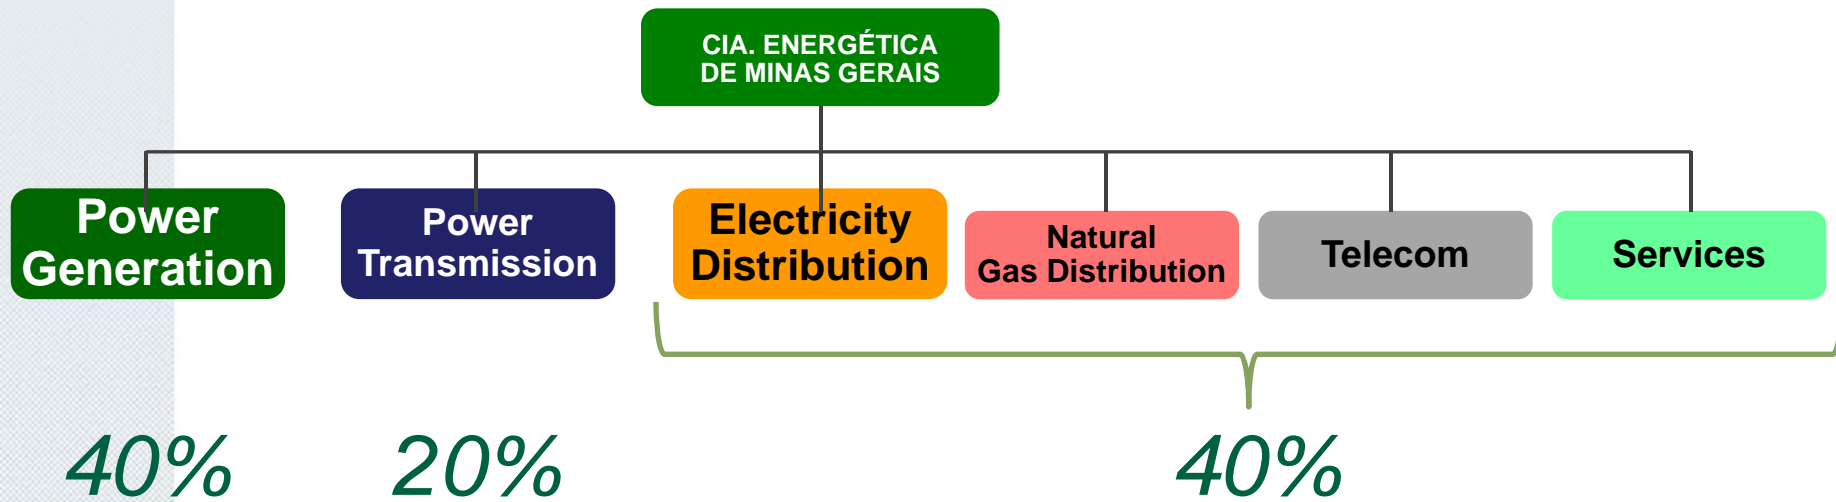 CIA. ENERGÉTICA
DE MINAS GERAIS
Power
Generation
Power
Transmission
Electricity
Distribution
Natural
Gas Distribution
Telecom
Services
40%
20%
40%